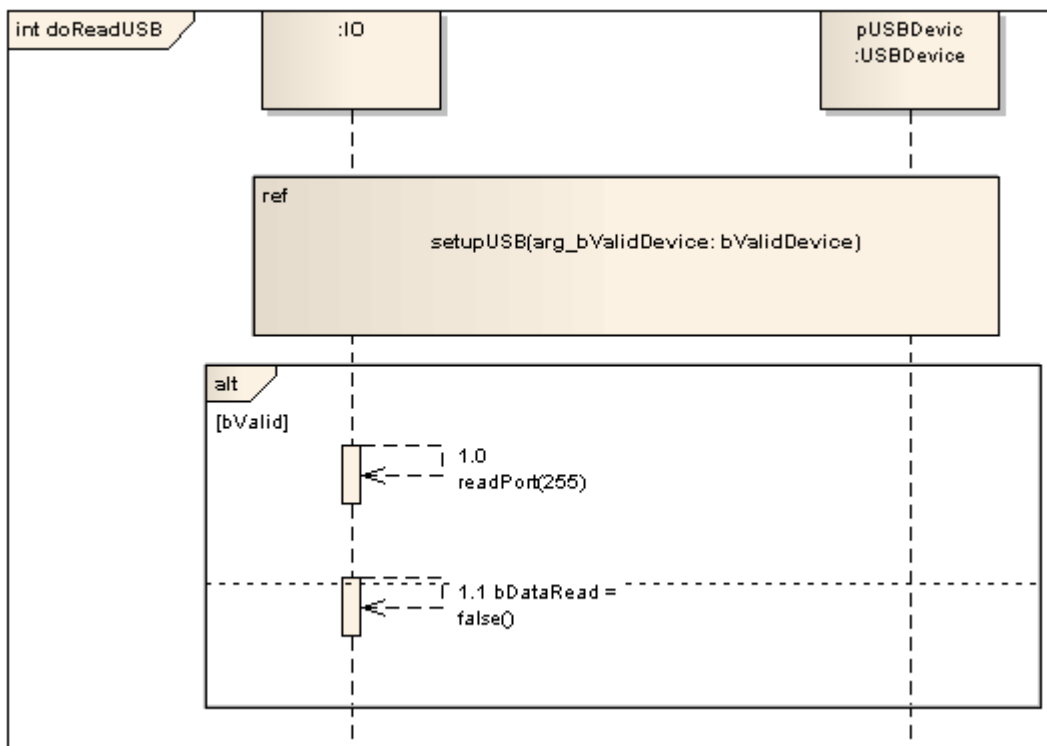 int doReadUSB
:IO
pUSBDevic
:USBDevice
ref
setupUSB(arg_bValidDevice: bValidDevice)
alt
[bValid]
1.0
readPort(255)
1.1 bDataRead =
false()